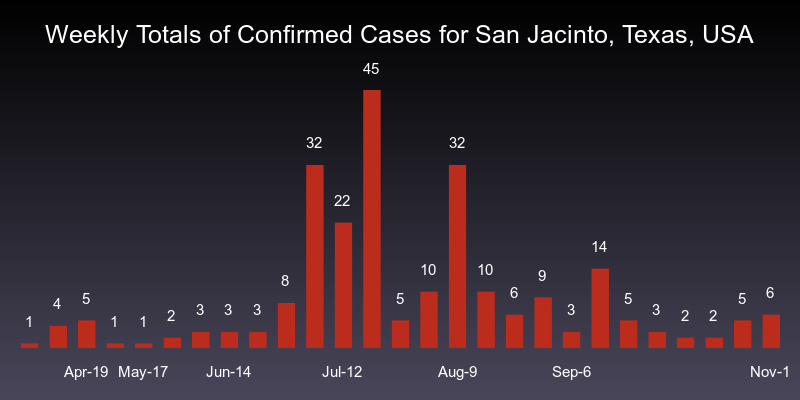 Weekly Totals of Confirmed Cases for San Jacinto, Texas, USA
1 4 5 1 1 2 3 3 3 8 32 22 45 5 10 32 10 6 9 3 14 5 3 2 2 5 6
Apr-19 May-17 Jun-14 Jul-12 Aug-9 Sep-6 Nov-1